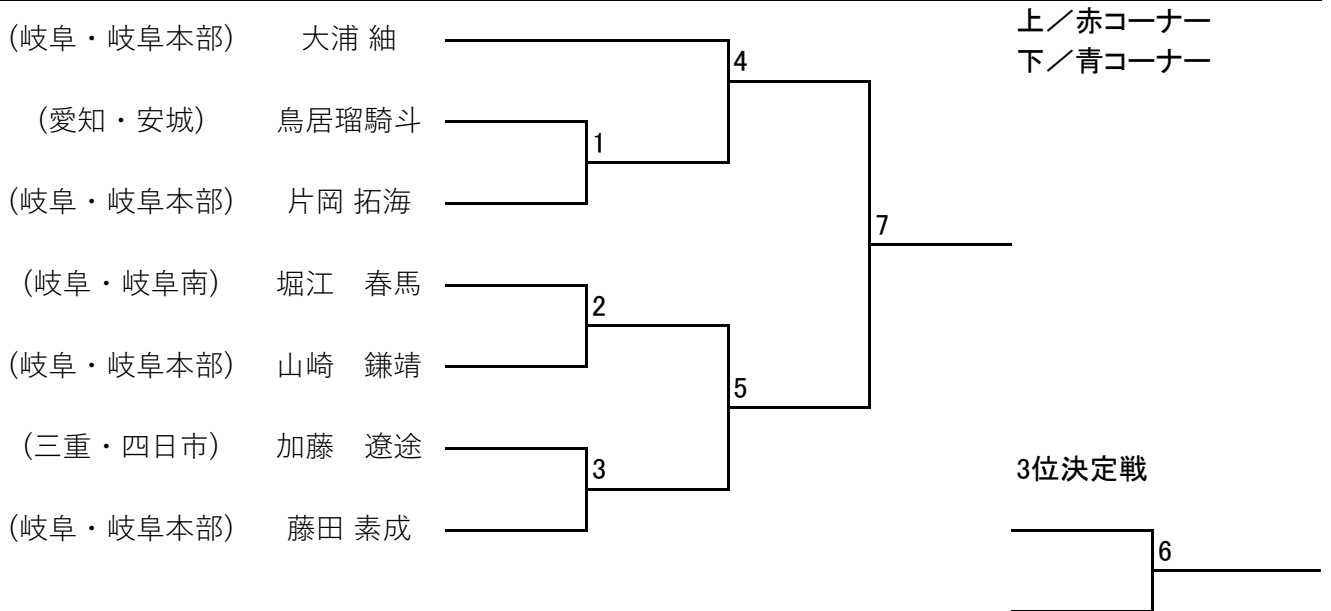 上／赤コーナー
(岐阜・岐阜本部) 大浦 紬
4
下／青コーナー
(愛知・安城) 鳥居瑠騎斗
1
(岐阜・岐阜本部) 片岡 拓海
7
(岐阜・岐阜南) 堀江　春馬
2
(岐阜・岐阜本部) 山崎　鎌靖
5
(三重・四日市) 加藤　遼途
3
3位決定戦
(岐阜・岐阜本部) 藤田 素成
6